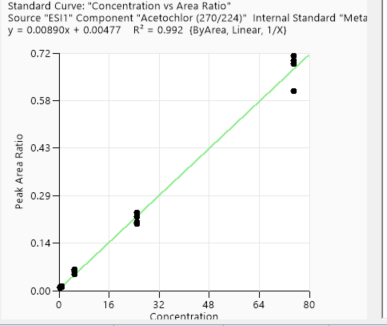 Standard Curve: "Concentration vs Area Ratio"
Source "ESI1" Component "Acetochlor (270/224)" Internal Standard "Meta
y = 0.00890x + 0.00477 R² = 0.992 (ByArea, Linear, 1/X)
0.72
0.58
0.43
0.29
0.14
0.00
Peak Area Ratio
0 16 32 48 64 80
Concentration